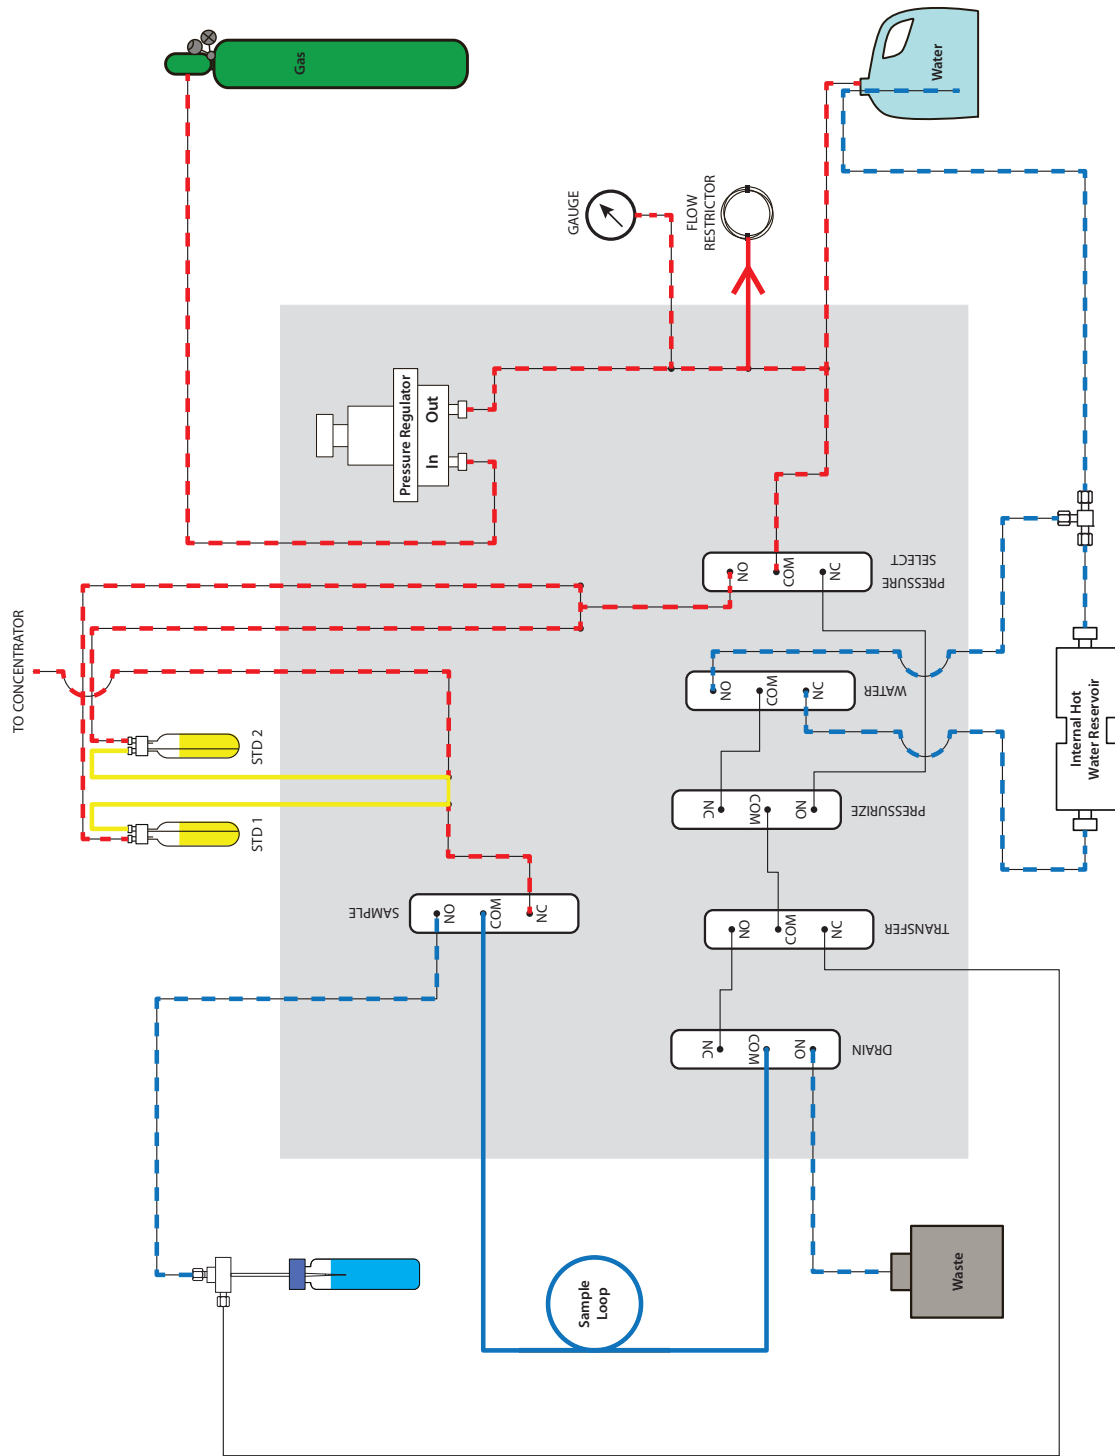 TO CONCENTRATOR
STD 1
STD 2
Gas
SAMPLE
NO
COM
NC
Pressure Regulator
In
Out
GAUGE
FLOW
RESTRICTOR
Sample
Loop
NC
COM
NO
DRAIN
NO
COM
NC
TRANSFER
NC
COM
NO
PRESSURIZE
NO
COM
NC
WATER
NO
COM
NC
PRESSURE
SELECT
Water
Waste
Internal Hot
Water Reservoir